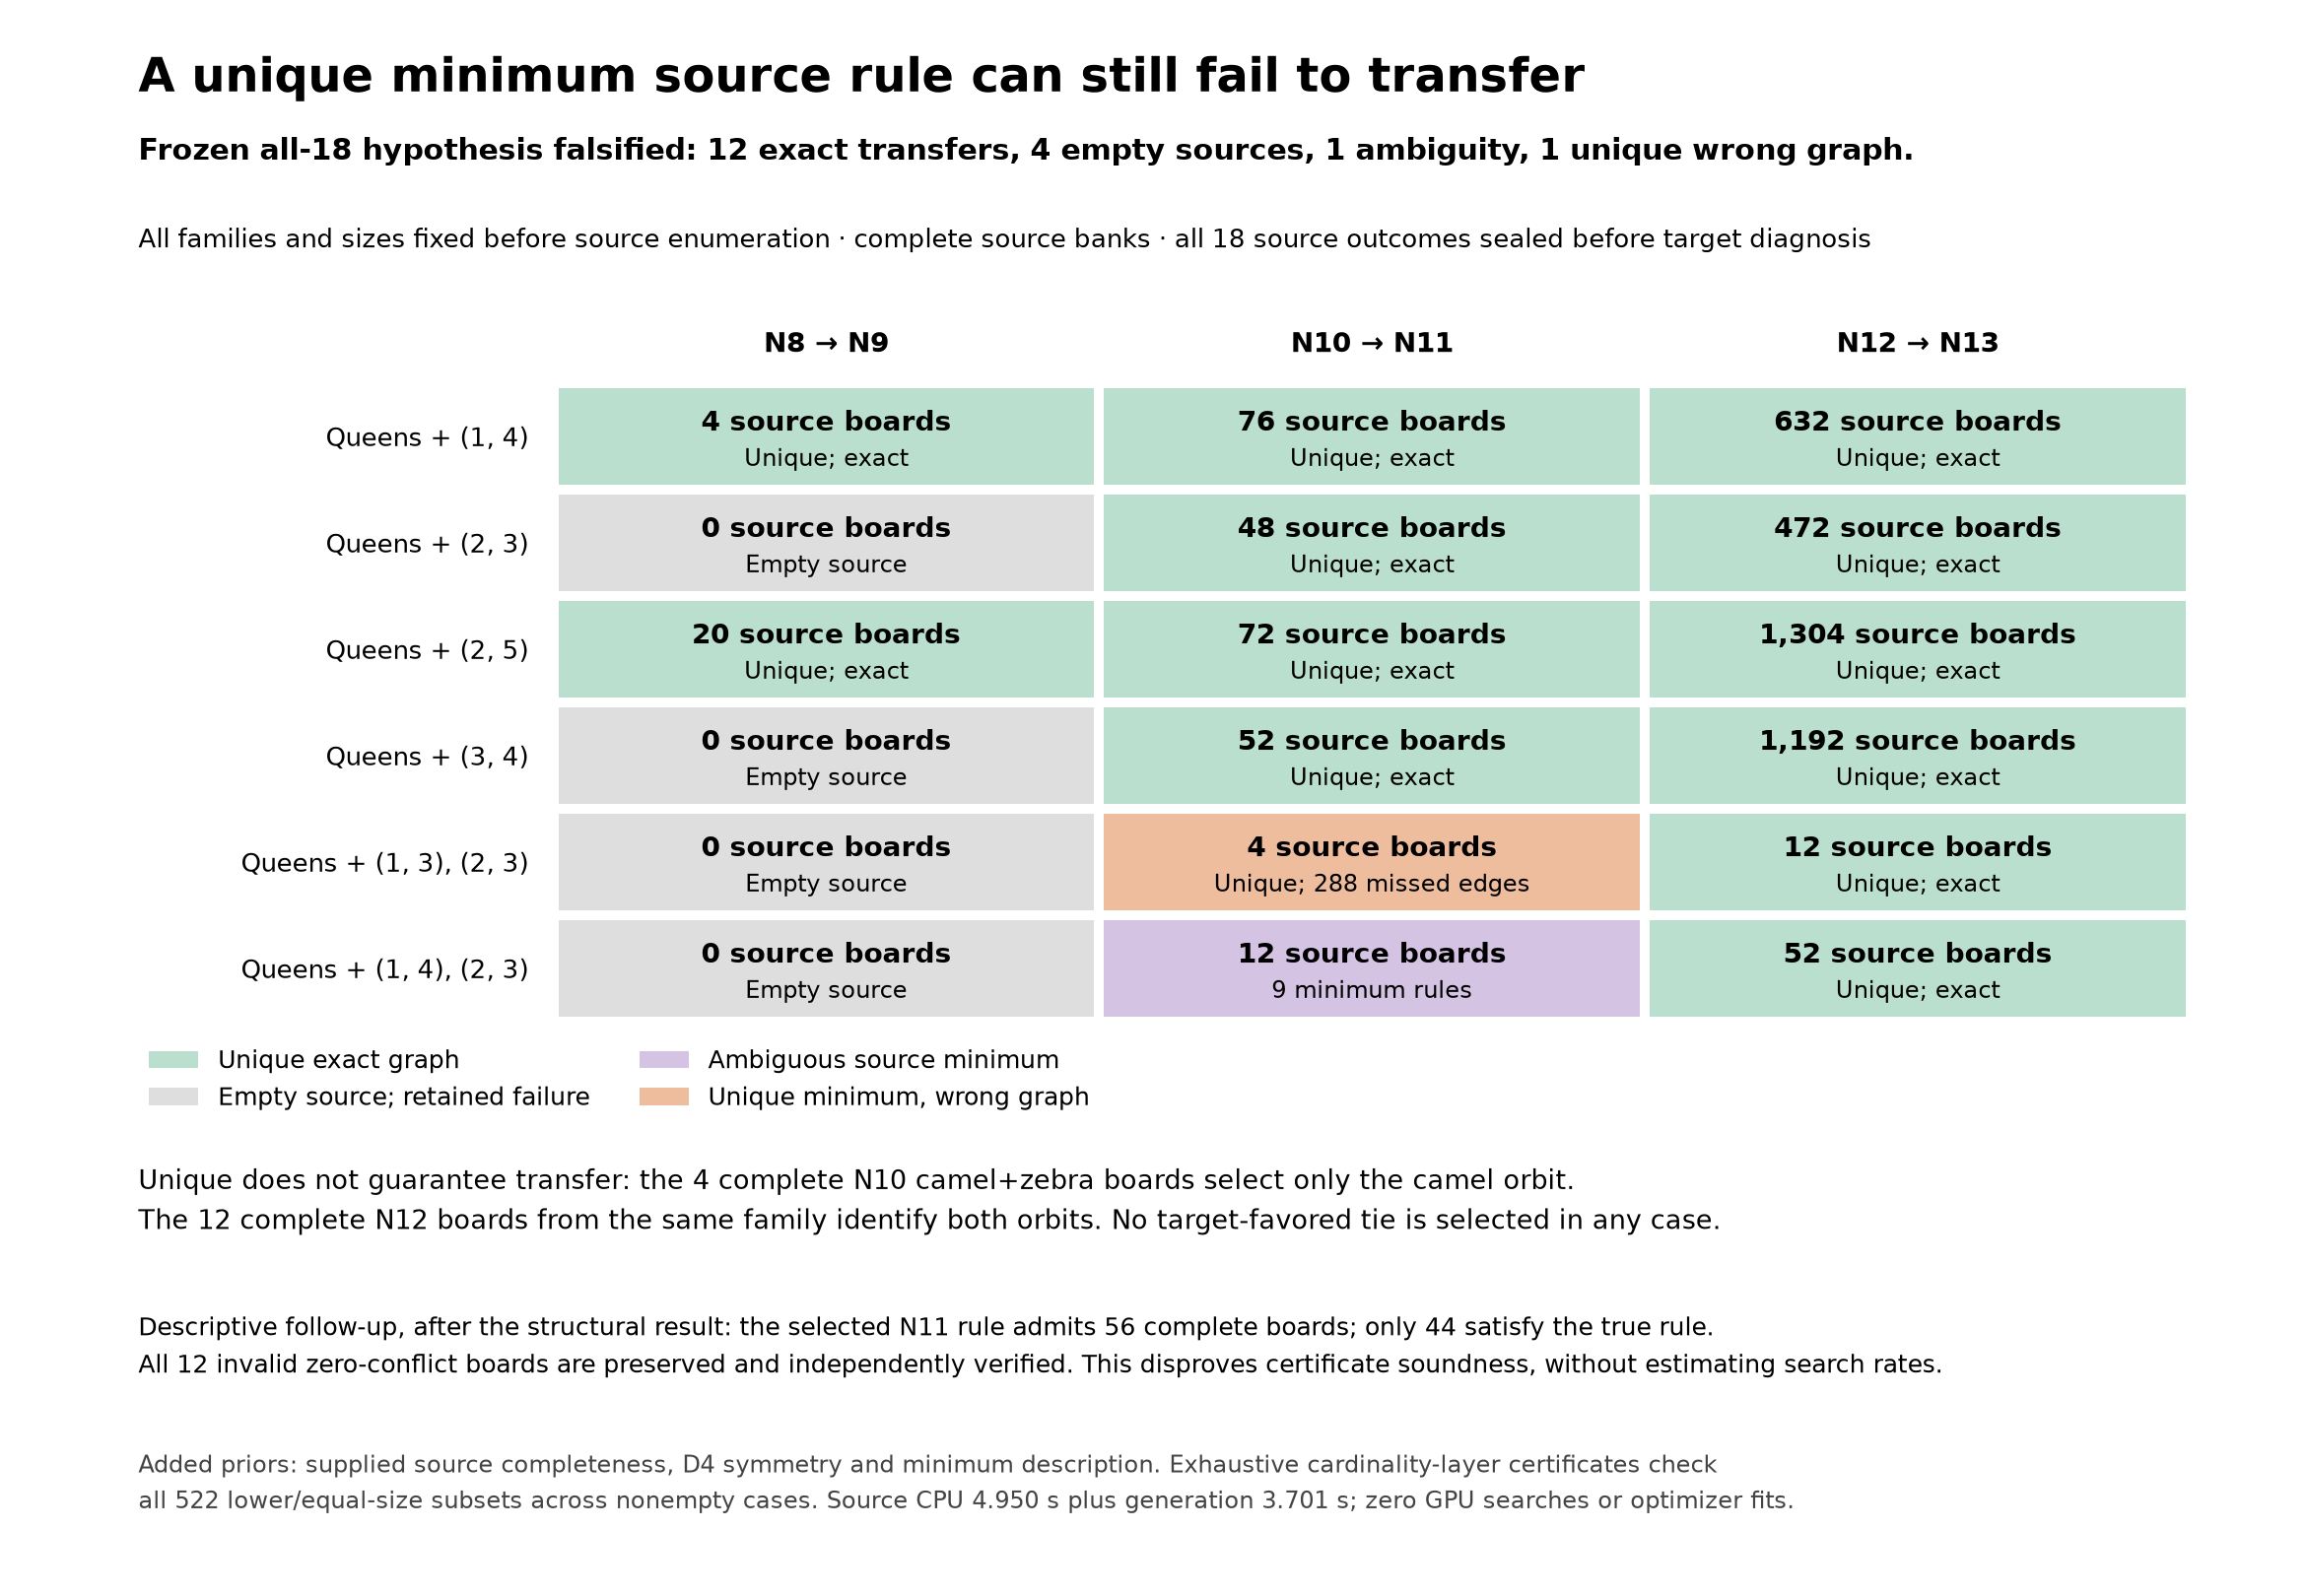 A unique minimum source rule can still fail to transfer
Frozen all-18 hypothesis falsified: 12 exact transfers, 4 empty sources, 1 ambiguity, 1 unique wrong graph.
All families and sizes fixed before source enumeration · complete source banks · all 18 source outcomes sealed before target diagnosis
N8 → N9 N10 → N11 N12 → N13
4 source boards 76 source boards 632 source boards
Queens + (1, 4)
Unique; exact Unique; exact Unique; exact
0 source boards 48 source boards 472 source boards
Queens + (2, 3)
Empty source Unique; exact Unique; exact
20 source boards 72 source boards 1,304 source boards
Queens + (2, 5)
Unique; exact Unique; exact Unique; exact
0 source boards 52 source boards 1,192 source boards
Queens + (3, 4)
Empty source Unique; exact Unique; exact
0 source boards 4 source boards 12 source boards
Queens + (1, 3), (2, 3)
Empty source Unique; 288 missed edges Unique; exact
0 source boards 12 source boards 52 source boards
Queens + (1, 4), (2, 3)
Empty source 9 minimum rules Unique; exact
Unique exact graph Ambiguous source minimum
Empty source; retained failure Unique minimum, wrong graph
Unique does not guarantee transfer: the 4 complete N10 camel+zebra boards select only the camel orbit.
The 12 complete N12 boards from the same family identify both orbits. No target-favored tie is selected in any case.
Descriptive follow-up, after the structural result: the selected N11 rule admits 56 complete boards; only 44 satisfy the true rule.
All 12 invalid zero-conflict boards are preserved and independently verified. This disproves certificate soundness, without estimating search rates.
Added priors: supplied source completeness, D4 symmetry and minimum description. Exhaustive cardinality-layer certificates check
all 522 lower/equal-size subsets across nonempty cases. Source CPU 4.950 s plus generation 3.701 s; zero GPU searches or optimizer fits.